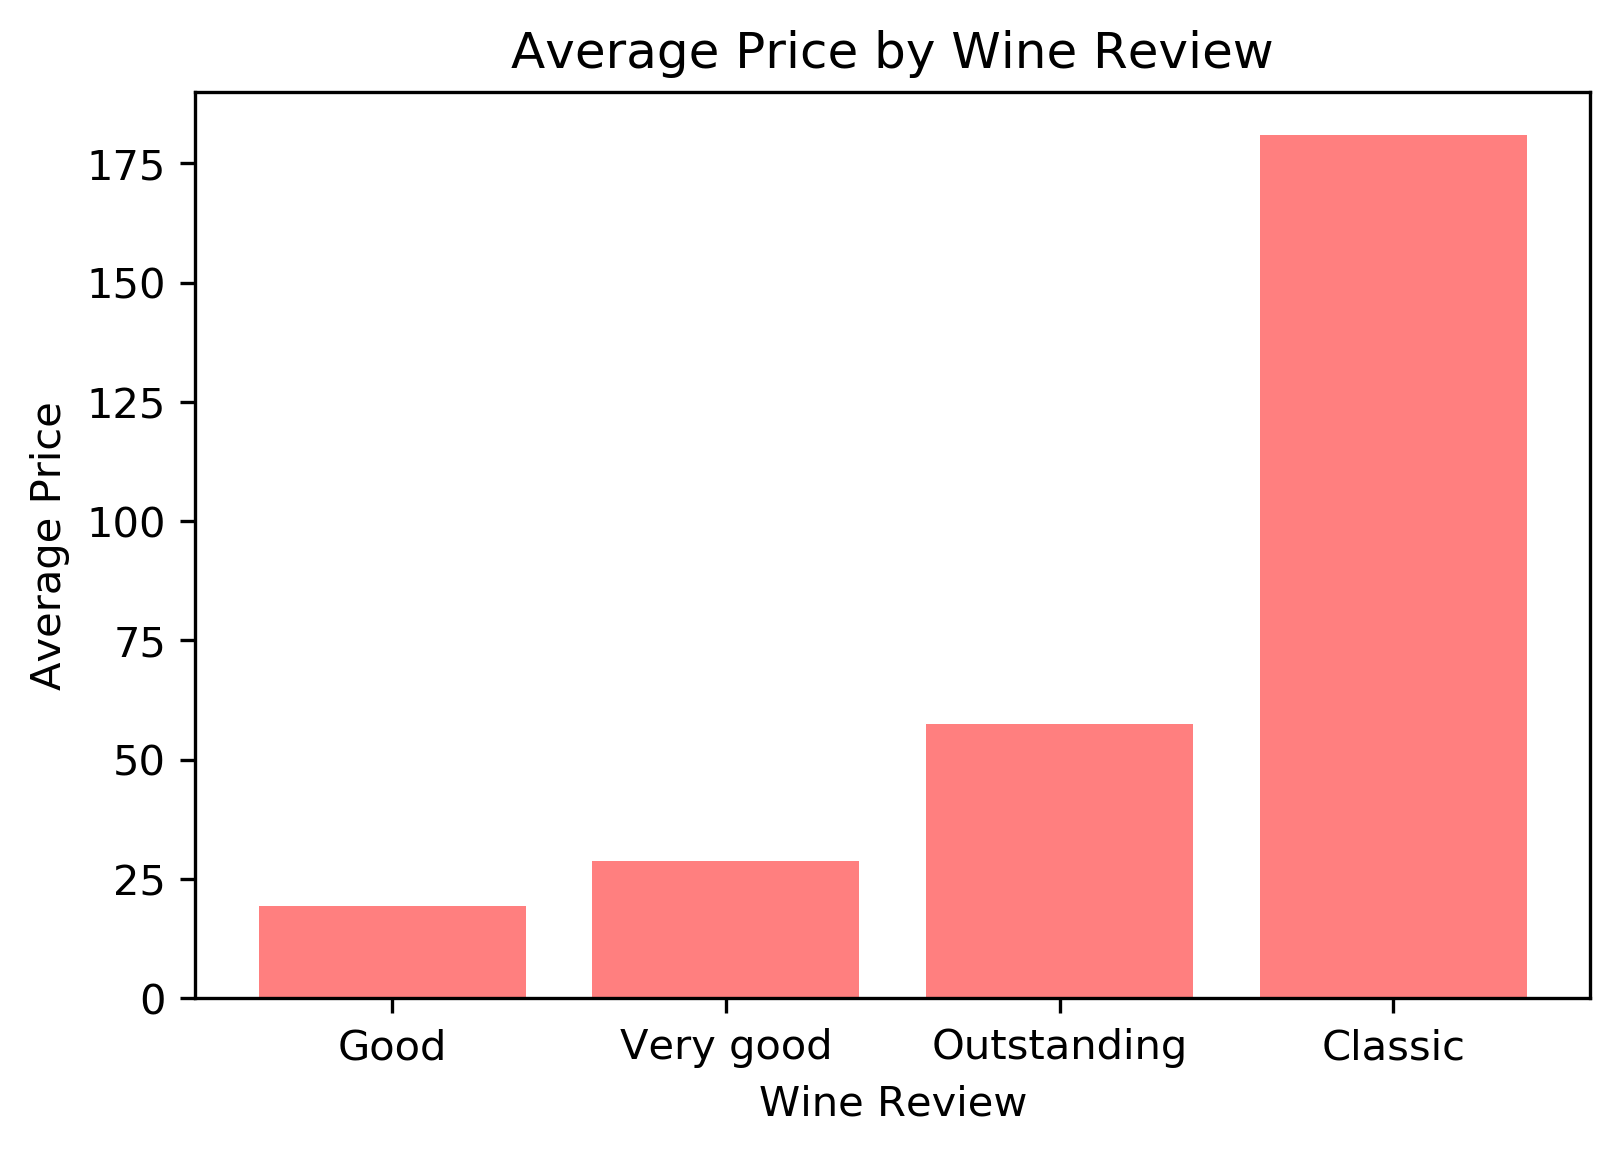 Average Price by Wine Review
Average Price
175
150
125
100
75
50
25
0
Good Very good Outstanding Classic
Wine Review